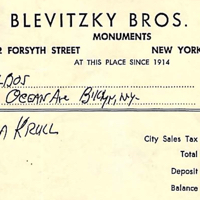 BLEVITZKY BROS.
MONUMENTS
2 FORSYTH STREET NEW YORK
AT THIS PLACE SINCE 1914
OCEAN Ave Bklyn, N.Y.
A KRULL
City Sales Tax
Total
Deposit
Balance